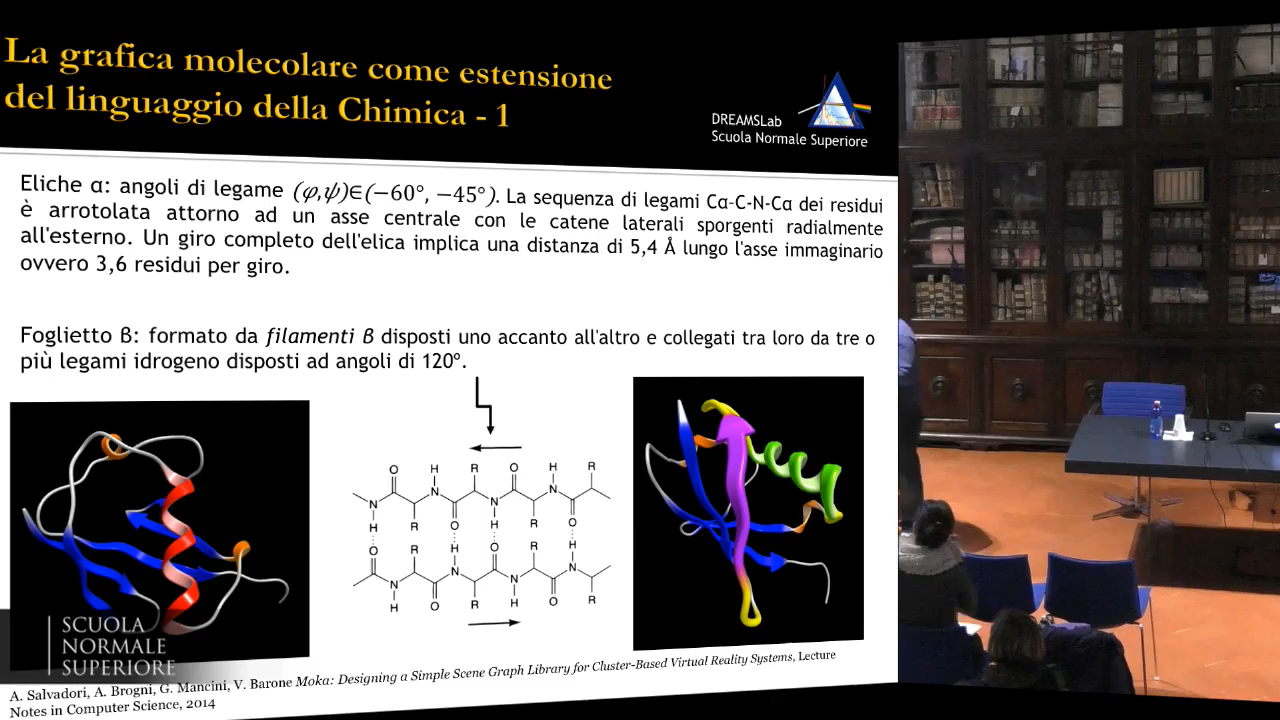 La grafica molecolare come estensione
del linguaggio della Chimica - 1
DREAMSLab
Scuola Normale Superiore
Eliche α: angoli di legame (φ,ψ)∈(−60°, −45°). La sequenza di legami Cα-C-N-Cα dei residui
è arrotolata attorno ad un asse centrale con le catene laterali sporgenti radialmente
all'esterno. Un giro completo dell'elica implica una distanza di 5,4 Å lungo l'asse immaginario
ovvero 3,6 residui per giro.
Foglietto β: formato da filamenti β disposti uno accanto all'altro e collegati tra loro da tre o
più legami idrogeno disposti ad angoli di 120º.
O H R O H R
N N N
H R O H R O
O R H O R H
N N N
H O R H O R
SCUOLA
NORMALE
SUPERIORE
A. Salvadori, A. Brogni, G. Mancini, V. Barone Moka: Designing a Simple Scene Graph Library for Cluster-Based Virtual Reality Systems, Lecture
Notes in Computer Science, 2014